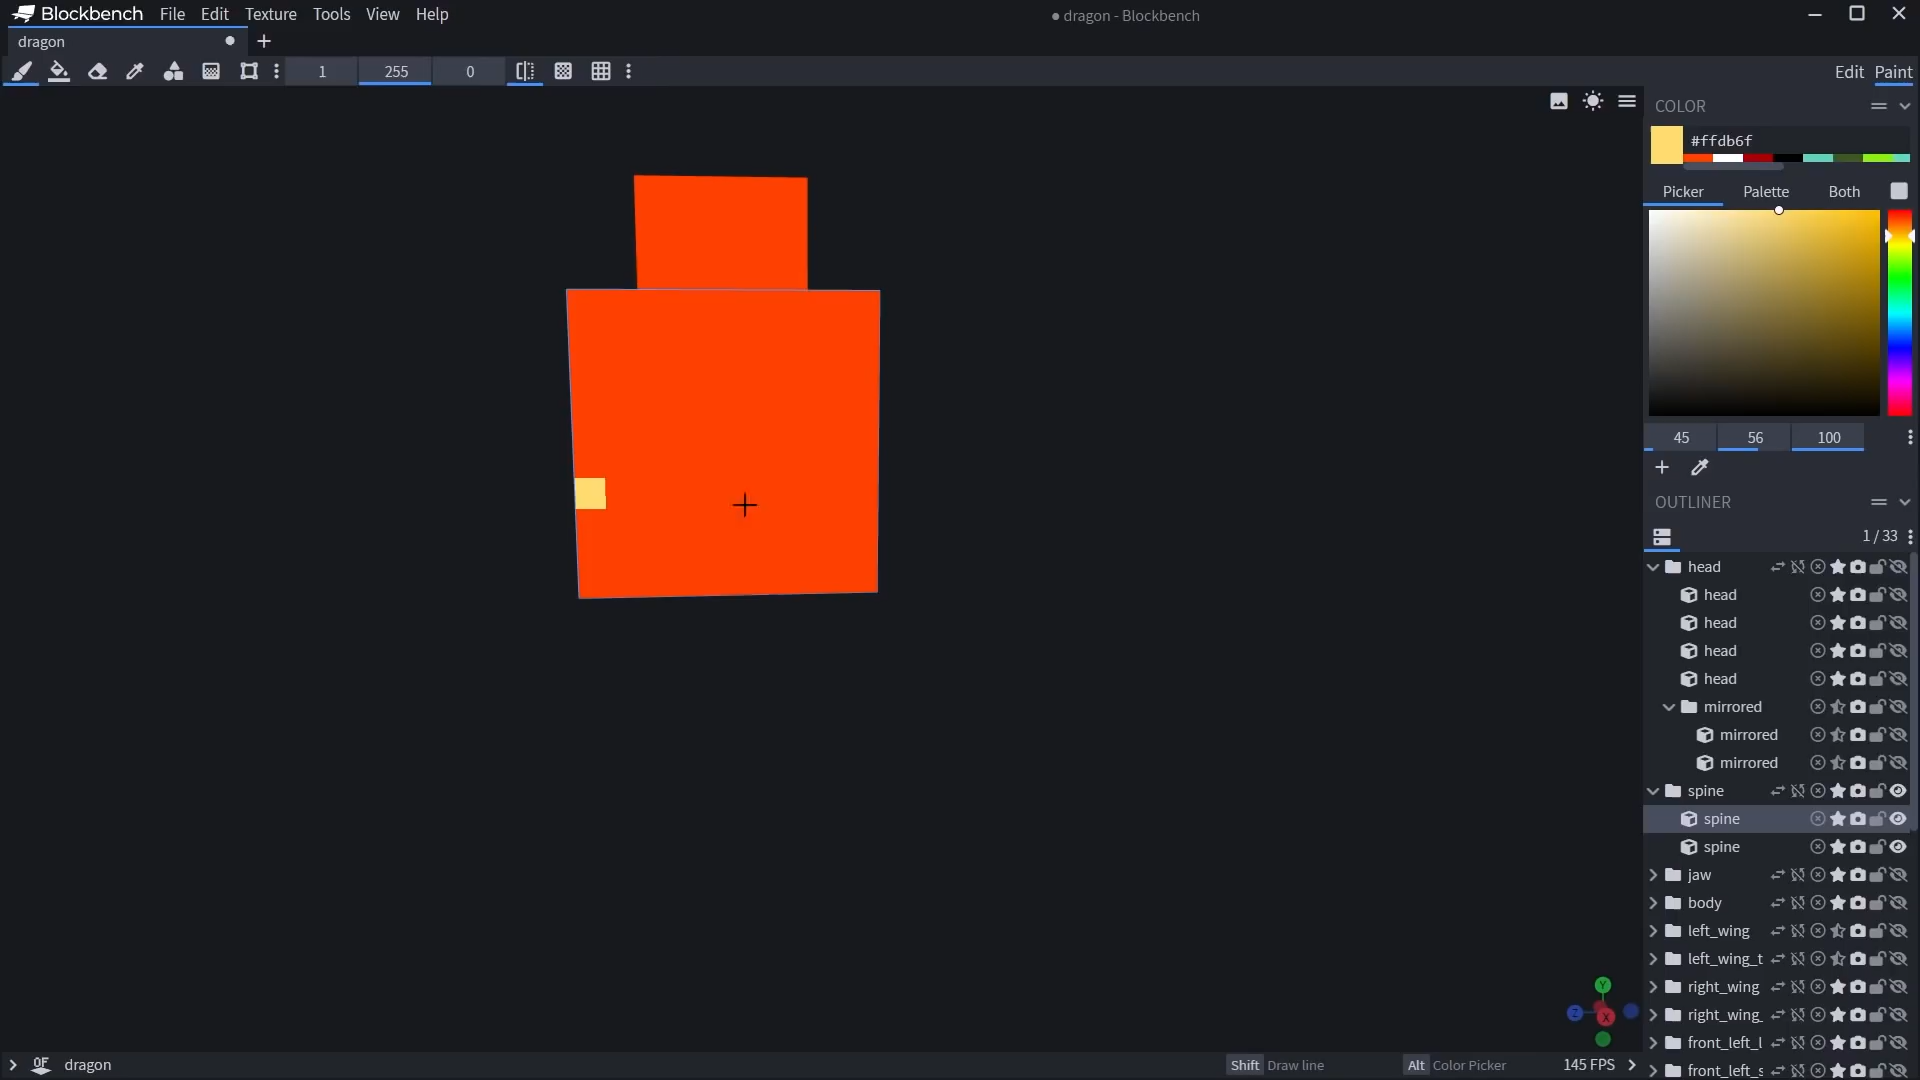 Blockbench File Edit Texture Tools View Help
● dragon - Blockbench
dragon
1 255 0
Edit Paint
COLOR
#ffdb6f
Picker Palette Both
45 56 100
OUTLINER
1 / 33
head
head
head
head
head
mirrored
mirrored
mirrored
spine
spine
spine
jaw
body
left_wing
left_wing_t
right_wing
right_wing_
front_left_l
front_left_s
Y
Z
X
OF dragon
Shift Draw line
Alt Color Picker
145 FPS